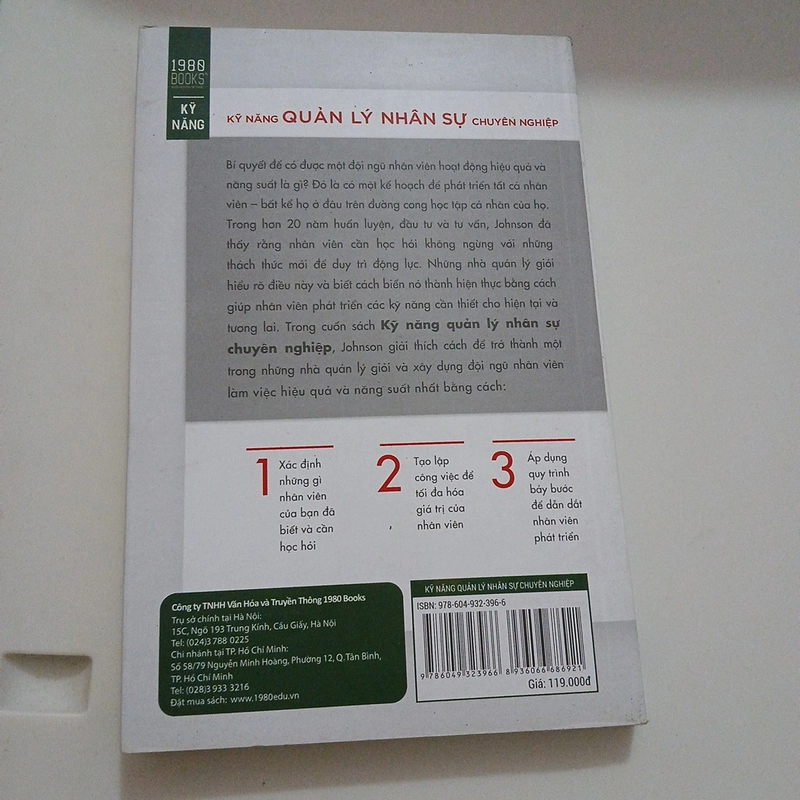 1980
BOOKS
KỸ
NĂNG
KỸ NĂNG QUẢN LÝ NHÂN SỰ CHUYÊN NGHIỆP
Bí quyết để có được một đội ngũ nhân viên hoạt động hiệu quả và
năng suất là gì? Đó là có một kế hoạch để phát triển tất cả nhân
viên – bất kể họ ở đâu trên đường cong học tập cá nhân của họ.
Trong hơn 20 năm huấn luyện, đầu tư và tư vấn, Johnson đã
thấy rằng nhân viên cần học hỏi không ngừng với những
thách thức mới để duy trì động lực. Những nhà quản lý giỏi
hiểu rõ điều này và biết cách biến nó thành hiện thực bằng cách
giúp nhân viên phát triển các kỹ năng cần thiết cho hiện tại và
tương lai. Trong cuốn sách Kỹ năng quản lý nhân sự
chuyên nghiệp, Johnson giải thích cách để trở thành một
trong những nhà quản lý giỏi và xây dựng đội ngũ nhân viên
làm việc hiệu quả và năng suất nhất bằng cách:
1
Xác định
những gì
nhân viên
của bạn đã
biết và cần
học hỏi
2
Tạo lập
công việc để
tối đa hóa
giá trị của
nhân viên
3
Áp dụng
quy trình
bảy bước
để dẫn dắt
nhân viên
phát triển
Công ty TNHH Văn Hóa và Truyền Thông 1980 Books
Trụ sở chính tại Hà Nội:
15C, Ngõ 193 Trung Kính, Cầu Giấy, Hà Nội
Tel: (024)3 788 0225
Chi nhánh tại TP. Hồ Chí Minh:
Số 58/79 Nguyễn Minh Hoàng, Phường 12, Q.Tân Bình,
TP. Hồ Chí Minh
Tel: (028)3 933 3216
Đặt mua sách: www.1980edu.vn
KỸ NĂNG QUẢN LÝ NHÂN SỰ CHUYÊN NGHIỆP
ISBN: 978-604-932-396-6
9 786049 323966 8 936066 686921
Giá: 119.000đ